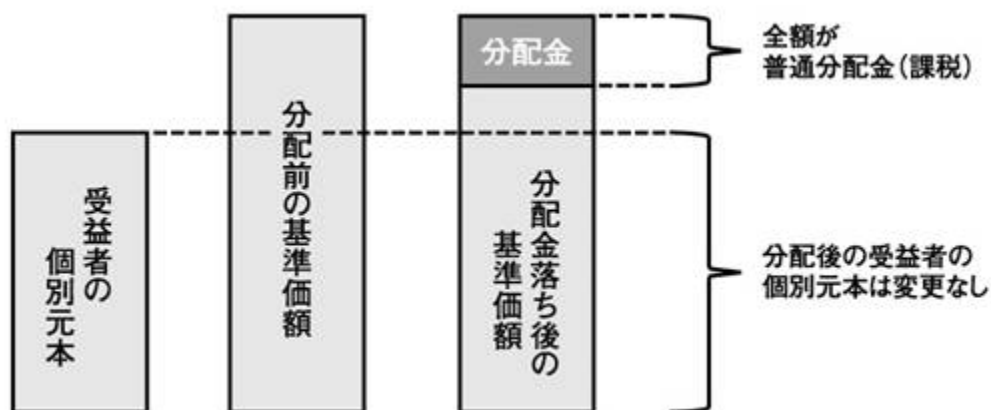 受益者の
個別元本
分配前の基準価額
分配金
分配金落ち後の
基準価額
全額が
普通分配金(課税)
分配後の受益者の
個別元本は変更なし